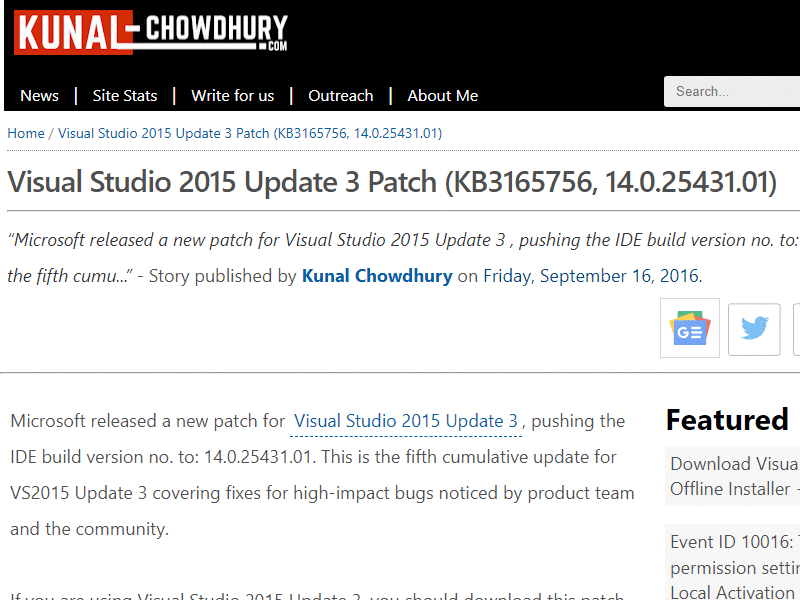 KUNAL-CHOWDHURY
.COM
News | Site Stats | Write for us | Outreach | About Me
Search...
Home / Visual Studio 2015 Update 3 Patch (KB3165756, 14.0.25431.01)
Visual Studio 2015 Update 3 Patch (KB3165756, 14.0.25431.01)
“Microsoft released a new patch for Visual Studio 2015 Update 3 , pushing the IDE build version no. to:
the fifth cumu...” - Story published by Kunal Chowdhury on Friday, September 16, 2016.
GE
Microsoft released a new patch for Visual Studio 2015 Update 3 , pushing the
IDE build version no. to: 14.0.25431.01. This is the fifth cumulative update for
VS2015 Update 3 covering fixes for high-impact bugs noticed by product team
and the community.
If you are using Visual Studio 2015 Update 3, you should download this patch
Featured
Download Visua
Offline Installer -
Event ID 10016: T
permission settin
Local Activation